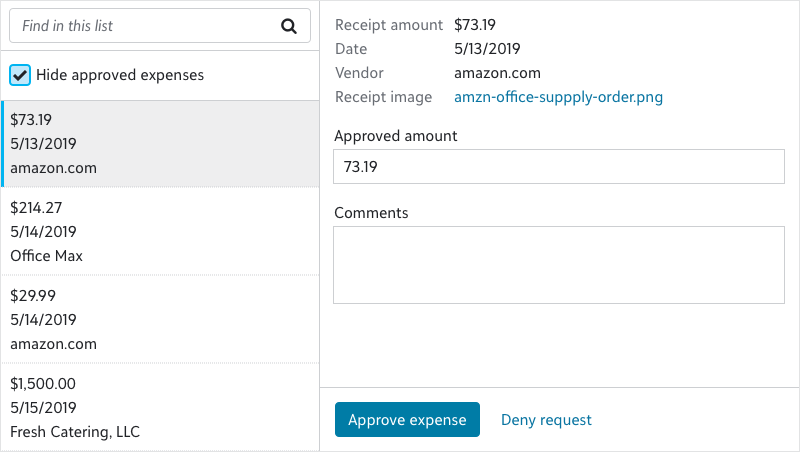 Find in this list
Hide approved expenses
$73.19
5/13/2019
amazon.com
$214.27
5/14/2019
Office Max
$29.99
5/14/2019
amazon.com
$1,500.00
5/15/2019
Fresh Catering, LLC
Receipt amount $73.19
Date 5/13/2019
Vendor amazon.com
Receipt image amzn-office-suppply-order.png
Approved amount
73.19
Comments
Approve expense Deny request